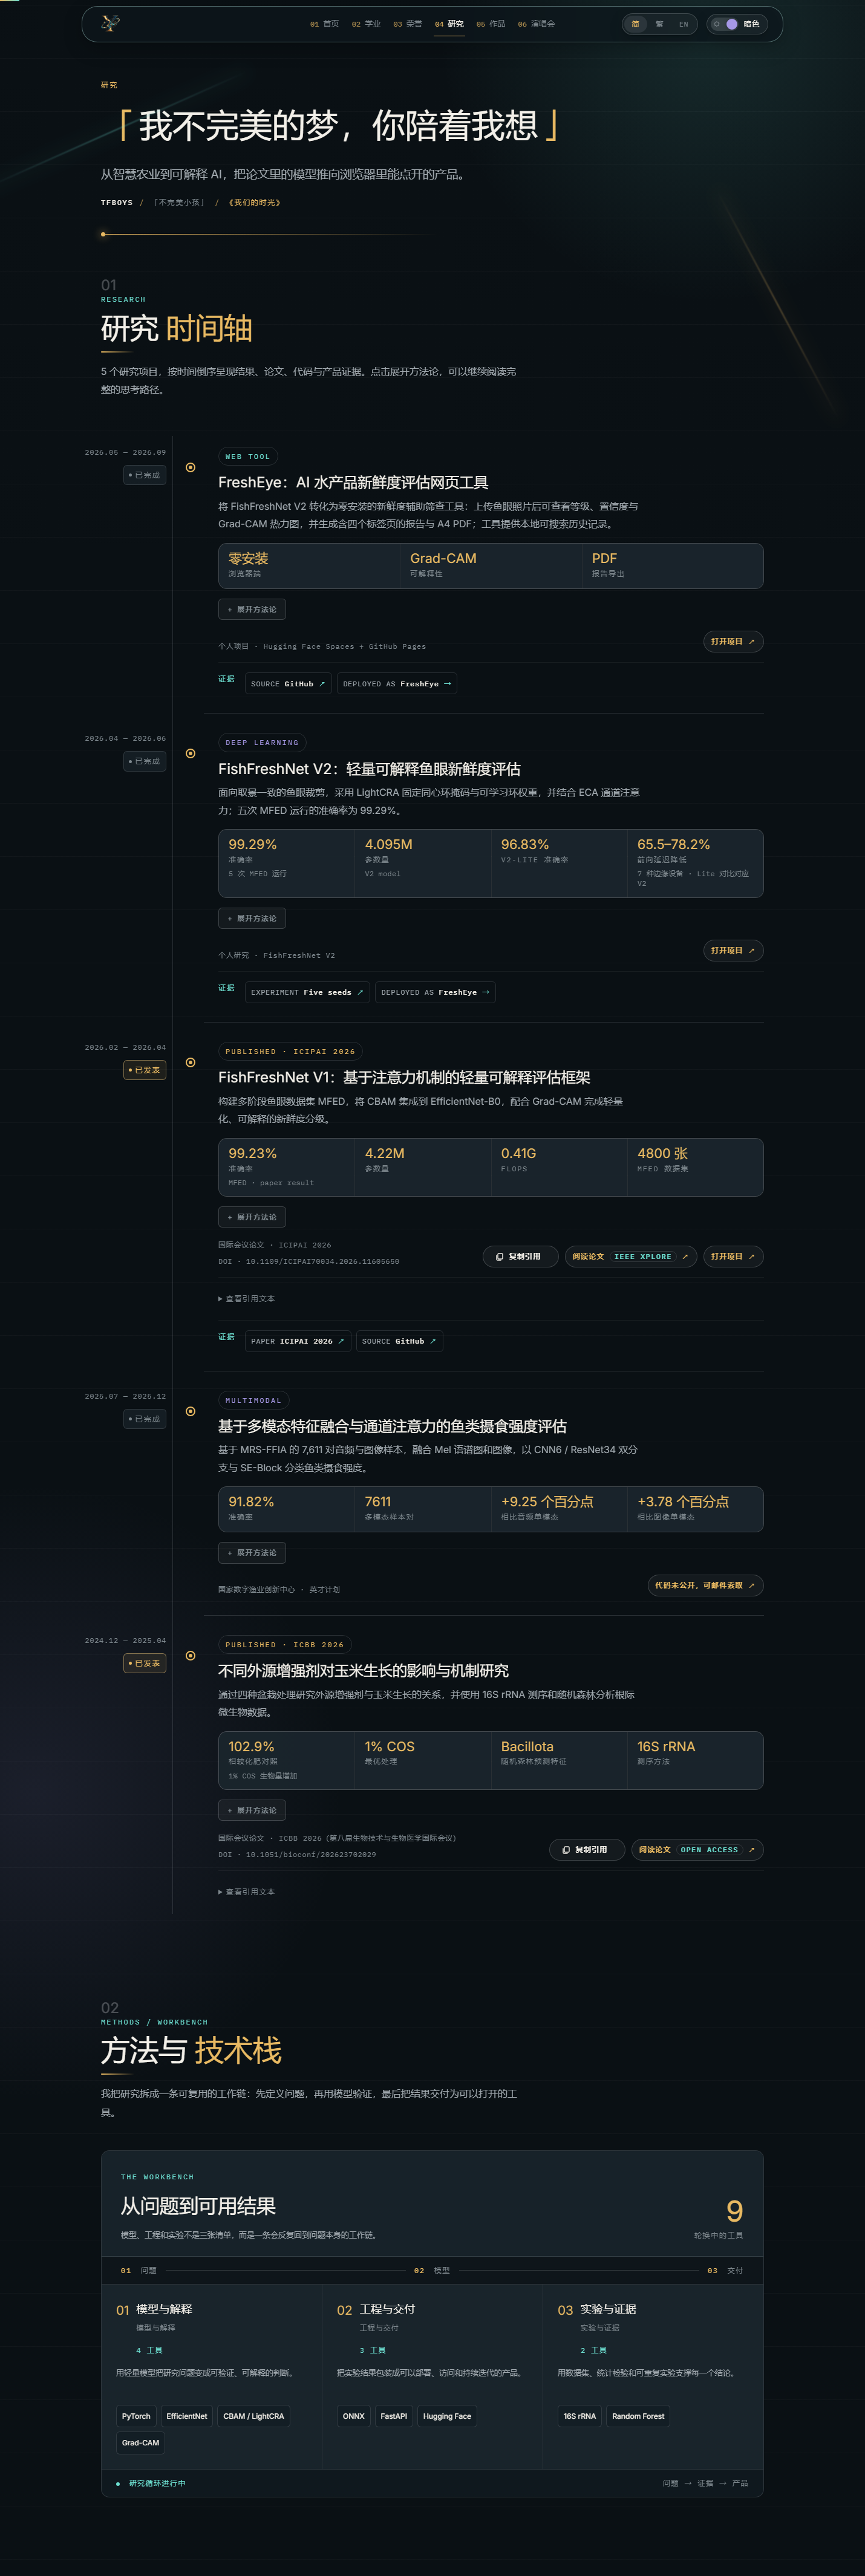 01 首页 02 学业 03 荣誉 04 研究 05 作品 06 演唱会 简 繁 EN 暗色
研究
「我不完美的梦，你陪着我想」
从智慧农业到可解释 AI，把论文里的模型推向浏览器里能点开的产品。
TFBOYS / 「不完美小孩」 / 《我们的时光》
01
RESEARCH
研究 时间轴
5 个研究项目，按时间倒序呈现结果、论文、代码与产品证据。点击展开方法论，可以继续阅读完
整的思考路径。
2026.05 — 2026.09
已完成
WEB TOOL
FreshEye：AI 水产品新鲜度评估网页工具
将 FishFreshNet V2 转化为零安装的新鲜度辅助筛查工具：上传鱼眼照片后可查看等级、置信度与
Grad-CAM 热力图，并生成含四个标签页的报告与 A4 PDF；工具提供本地可搜索历史记录。
零安装 Grad-CAM PDF
浏览器端 可解释性 报告导出
+ 展开方法论
个人项目 · Hugging Face Spaces + GitHub Pages
打开项目 ↗
证据 SOURCE GitHub ↗ DEPLOYED AS FreshEye →
2026.04 — 2026.06
已完成
DEEP LEARNING
FishFreshNet V2：轻量可解释鱼眼新鲜度评估
面向取景一致的鱼眼裁剪，采用 LightCRA 固定同心环掩码与可学习环权重，并结合 ECA 通道注意
力；五次 MFED 运行的准确率为 99.29%。
99.29% 4.095M 96.83% 65.5–78.2%
准确率 参数量 V2-LITE 准确率 前向延迟降低
5 次 MFED 运行 V2 model 7 种边缘设备 · Lite 对比对应
V2
+ 展开方法论
个人研究 · FishFreshNet V2
打开项目 ↗
证据 EXPERIMENT Five seeds ↗ DEPLOYED AS FreshEye →
2026.02 — 2026.04
已发表
PUBLISHED · ICIPAI 2026
FishFreshNet V1：基于注意力机制的轻量可解释评估框架
构建多阶段鱼眼数据集 MFED，将 CBAM 集成到 EfficientNet-B0，配合 Grad-CAM 完成轻量
化、可解释的新鲜度分级。
99.23% 4.22M 0.41G 4800 张
准确率 参数量 FLOPS MFED 数据集
MFED · paper result
+ 展开方法论
国际会议论文 · ICIPAI 2026
DOI · 10.1109/ICIPAI70034.2026.11605650
复制引用 阅读论文 IEEE XPLORE ↗ 打开项目 ↗
▶ 查看引用文本
证据 PAPER ICIPAI 2026 ↗ SOURCE GitHub ↗
2025.07 — 2025.12
已完成
MULTIMODAL
基于多模态特征融合与通道注意力的鱼类摄食强度评估
基于 MRS-FFIA 的 7,611 对音频与图像样本，融合 Mel 语谱图和图像，以 CNN6 / ResNet34 双分
支与 SE-Block 分类鱼类摄食强度。
91.82% 7611 +9.25 个百分点 +3.78 个百分点
准确率 多模态样本对 相比音频单模态 相比图像单模态
+ 展开方法论
国家数字渔业创新中心 · 英才计划
代码未公开，可邮件索取 ↗
2024.12 — 2025.04
已发表
PUBLISHED · ICBB 2026
不同外源增强剂对玉米生长的影响与机制研究
通过四种盆栽处理研究外源增强剂与玉米生长的关系，并使用 16S rRNA 测序和随机森林分析根际
微生物数据。
102.9% 1% COS Bacillota 16S rRNA
相较化肥对照 最优处理 随机森林预测特征 测序方法
1% COS 生物量增加
+ 展开方法论
国际会议论文 · ICBB 2026（第八届生物技术与生物医学国际会议）
DOI · 10.1051/bioconf/202623702029
复制引用 阅读论文 OPEN ACCESS ↗
▶ 查看引用文本
02
METHODS / WORKBENCH
方法与 技术栈
我把研究拆成一条可复用的工作链：先定义问题，再用模型验证，最后把结果交付为可以打开的工
具。
THE WORKBENCH
从问题到可用结果
模型、工程和实验不是三张清单，而是一条会反复回到问题本身的工作链。
9
轮换中的工具
01 问题 02 模型 03 交付
01 模型与解释 02 工程与交付 03 实验与证据
模型与解释 工程与交付 实验与证据
4 工具 3 工具 2 工具
用轻量模型把研究问题变成可验证、可解释的判断。 把实验结果包装成可以部署、访问和持续迭代的产品。 用数据集、统计检验和可重复实验支撑每一个结论。
PyTorch EfficientNet CBAM / LightCRA ONNX FastAPI Hugging Face 16S rRNA Random Forest
Grad-CAM
研究循环进行中 问题 → 证据 → 产品